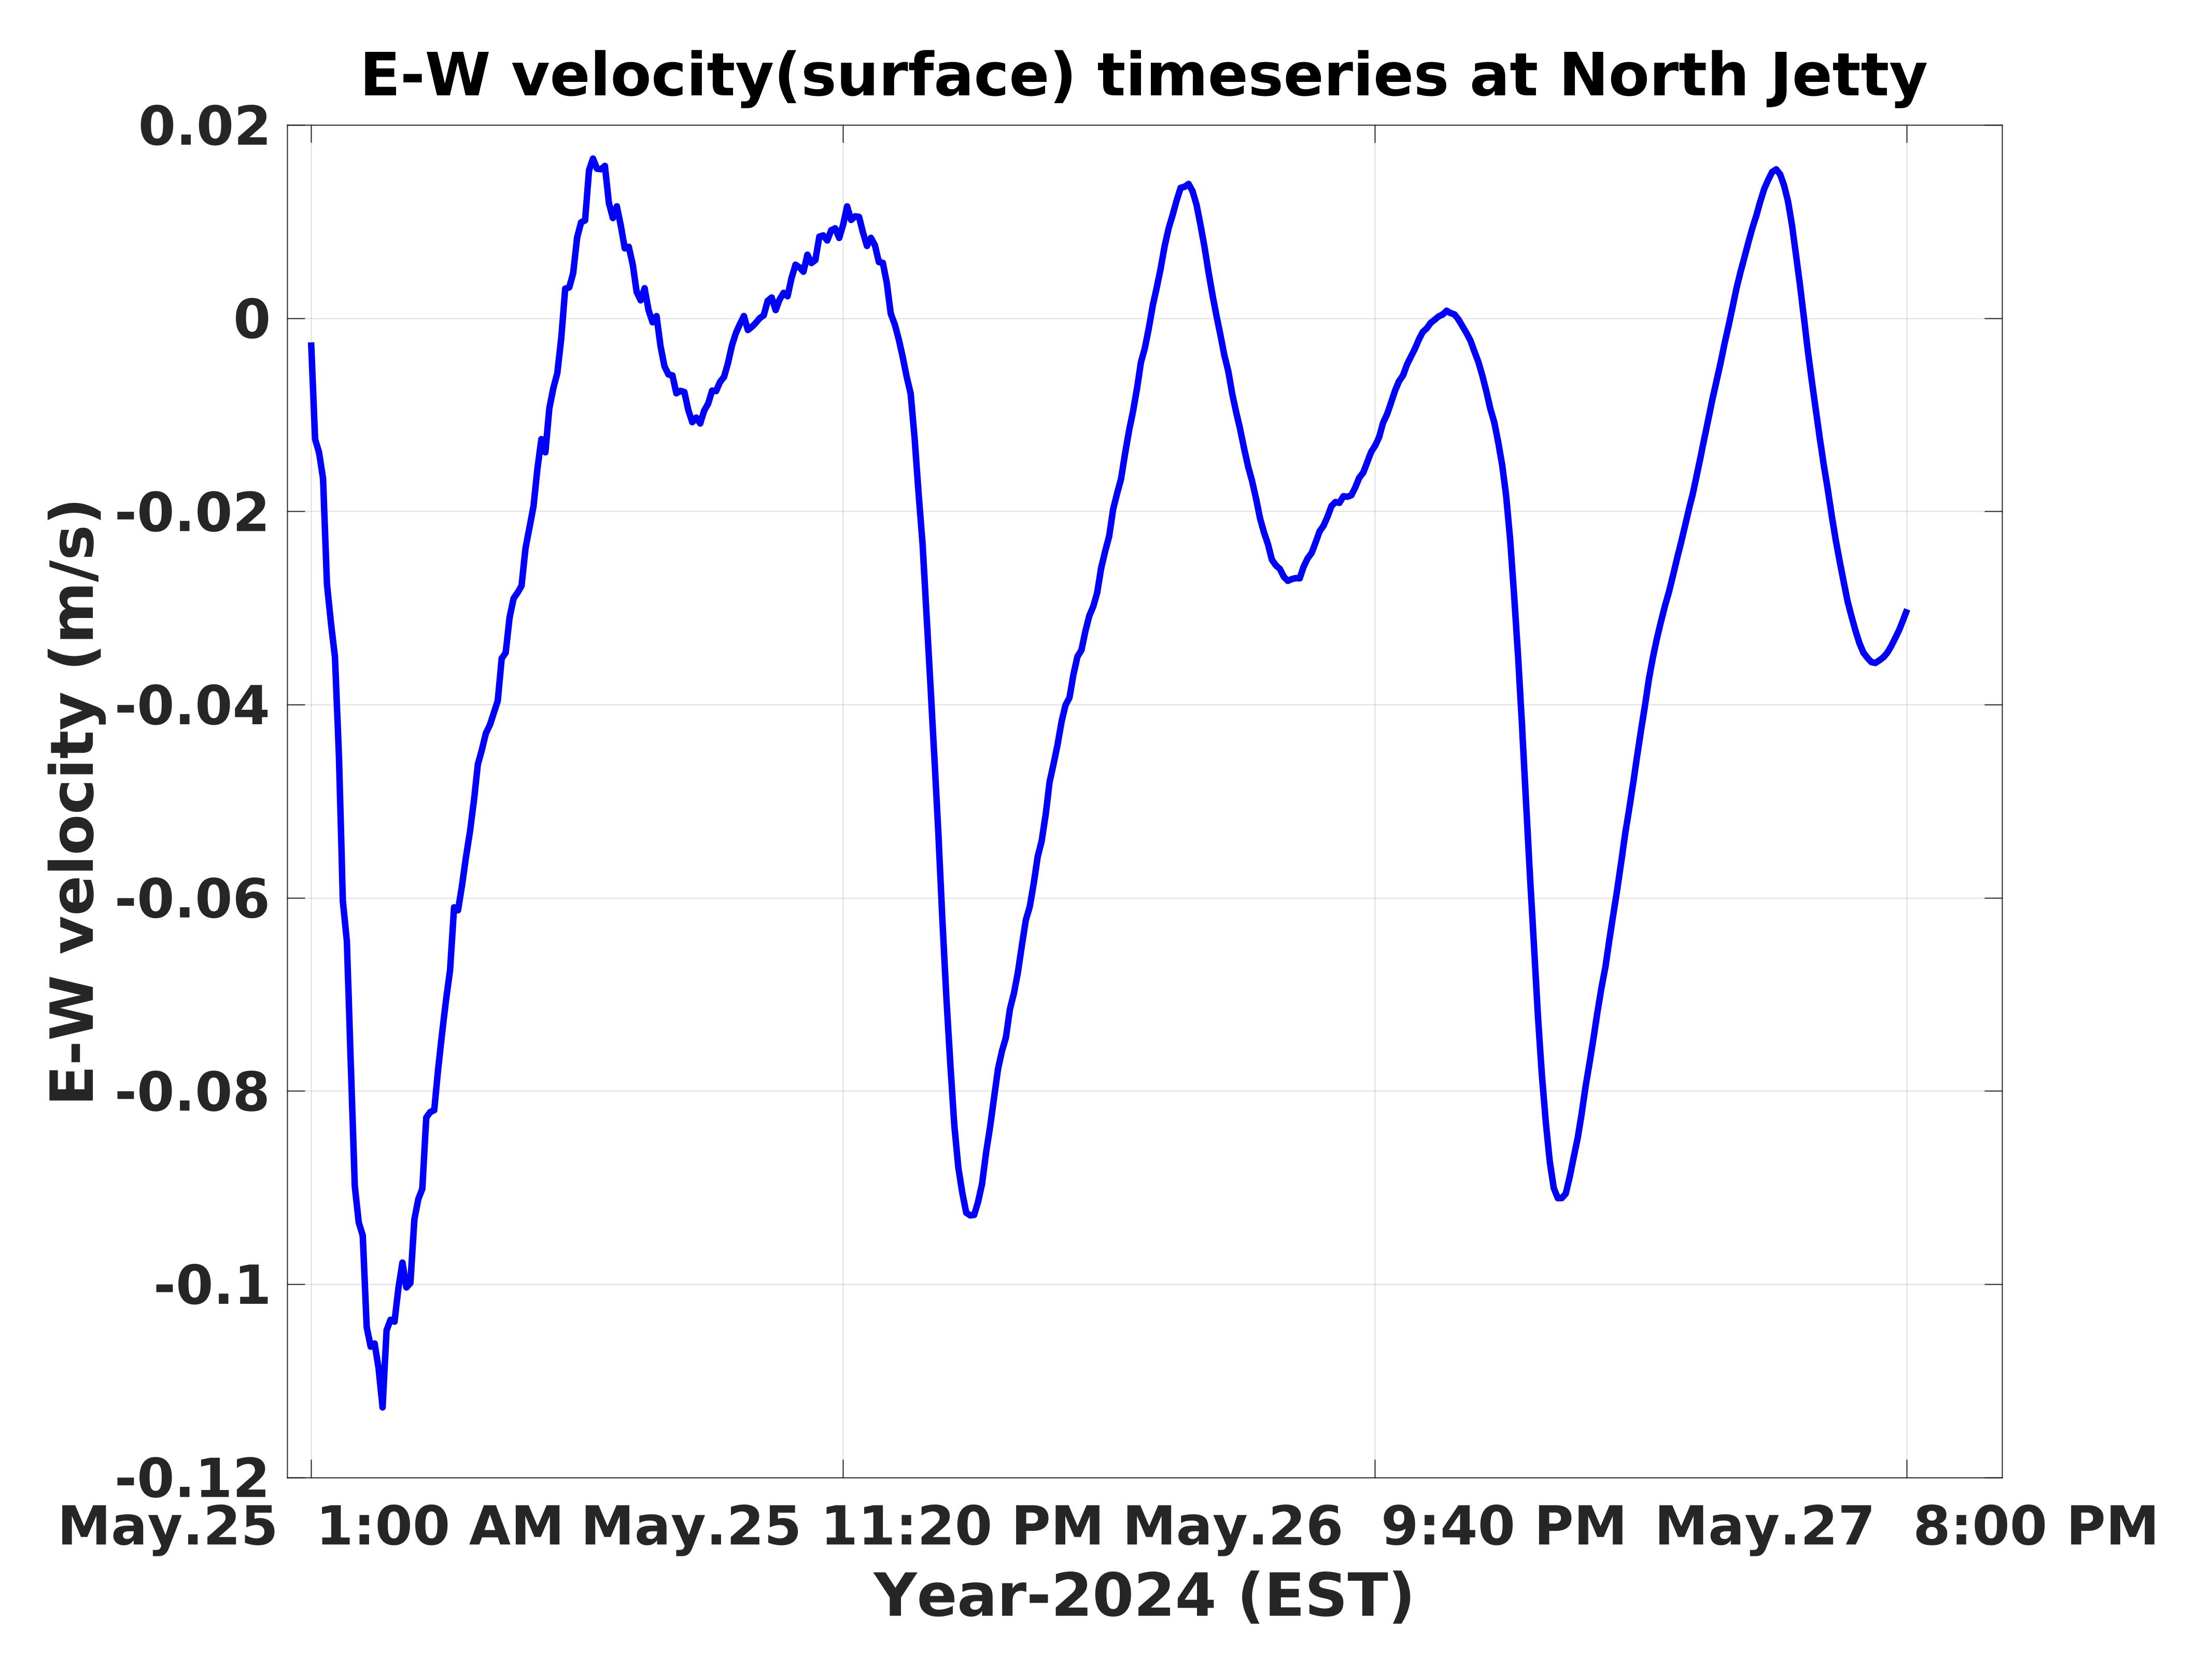 E-W velocity(surface) timeseries at North Jetty
E-W velocity (m/s)
0.02
0
-0.02
-0.04
-0.06
-0.08
-0.1
-0.12
May.25 1:00 AM May.25 11:20 PM May.26 9:40 PM May.27 8:00 PM
Year-2024 (EST)